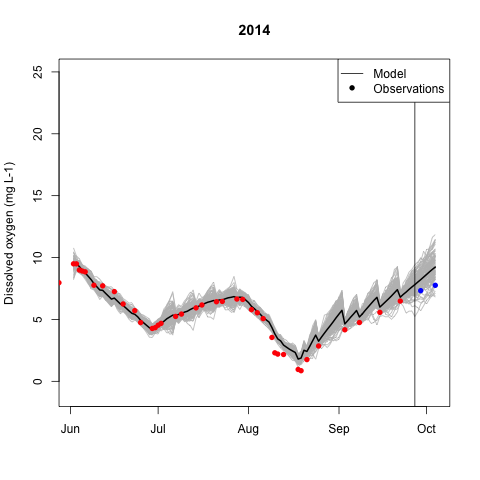 2014
Dissolved oxygen (mg L-1)
25
20
15
10
5
0
Model
Observations
Jun
Jul
Aug
Sep
Oct